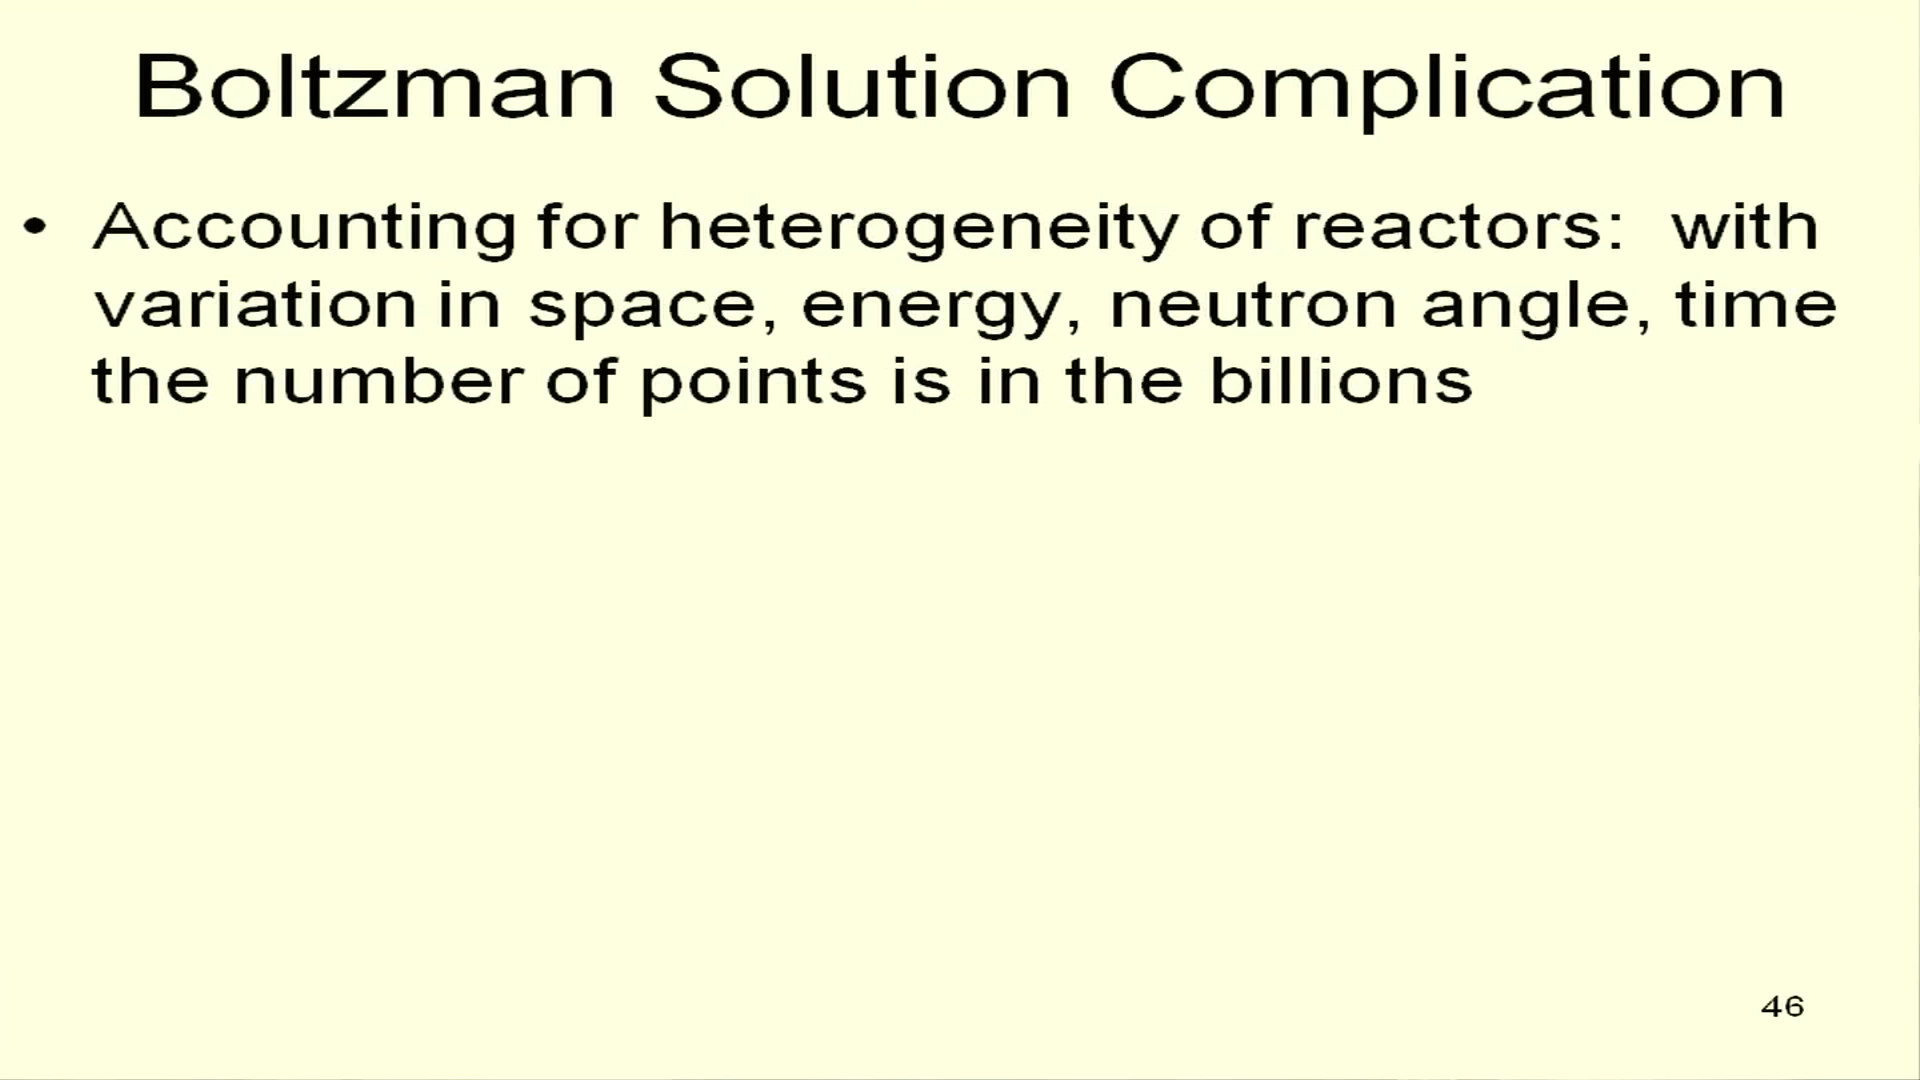 Boltzman Solution Complication
• Accounting for heterogeneity of reactors:  with
variation in space, energy, neutron angle, time
the number of points is in the billions
46